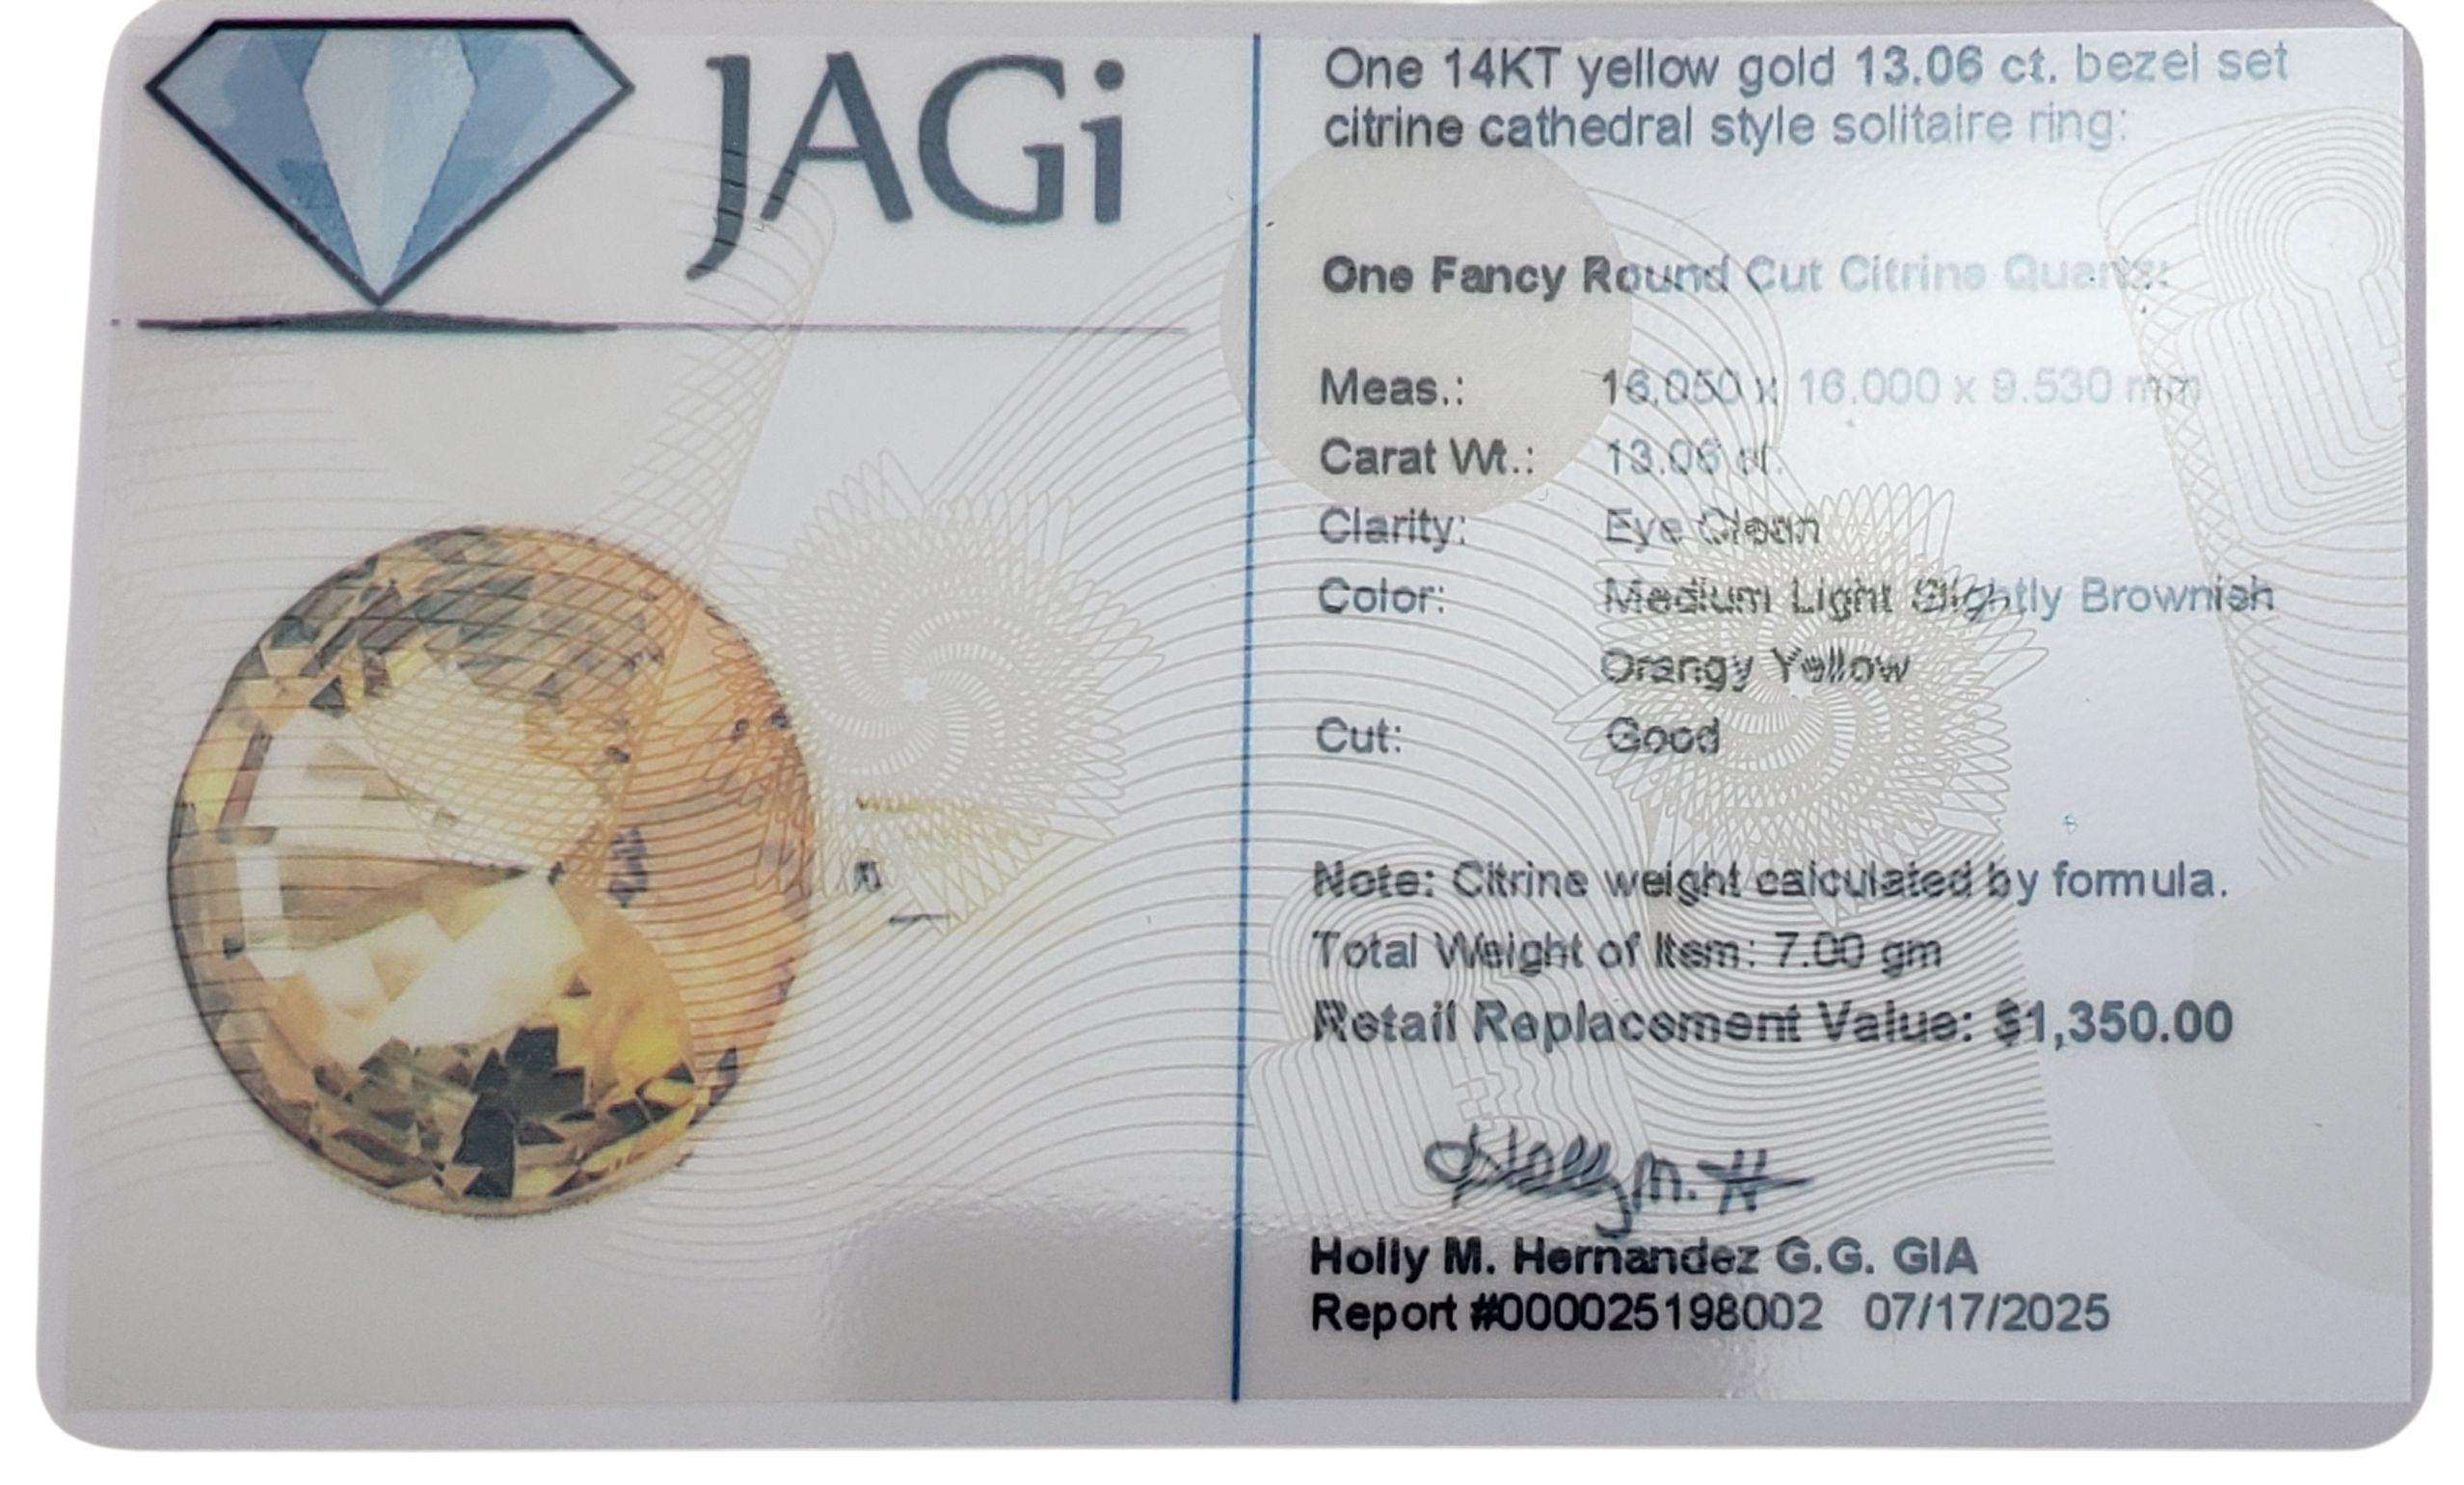 JAGi
One 14KT yellow gold 13.06 ct. bezel set
citrine cathedral style solitaire ring:
One Fancy Round Cut Citrine Quartz:
Meas.: 16.050 x 16.000 x 9.530 mm
Carat Wt.: 13.06 ct.
Clarity: Eye Clean
Color: Medium Light Slightly Brownish
Orangy Yellow
Cut: Good
Note: Citrine weight calculated by formula.
Total Weight of Item: 7.00 gm
Retail Replacement Value: $1,350.00
Holly M. H
Holly M. Hernandez G.G. GIA
Report #000025198002 07/17/2025